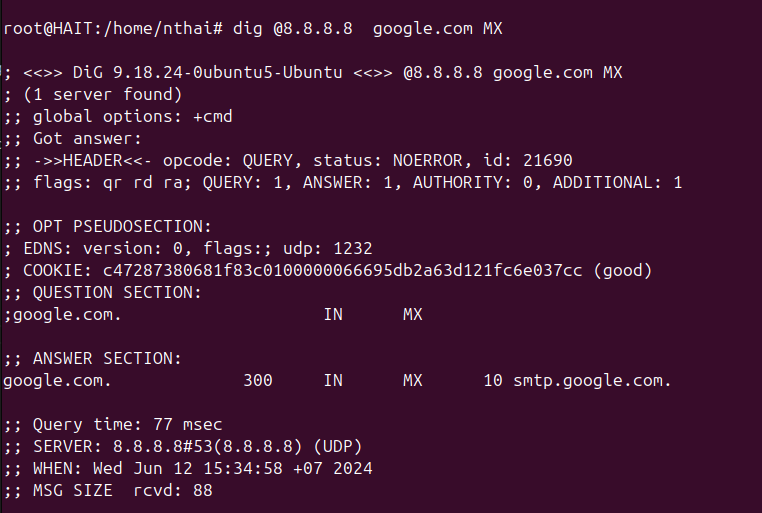 root@HAIT:/home/nthai# dig @8.8.8.8  google.com MX
; <<>> DiG 9.18.24-0ubuntu5-Ubuntu <<>> @8.8.8.8 google.com MX
; (1 server found)
;; global options: +cmd
;; Got answer:
;; ->>HEADER<<- opcode: QUERY, status: NOERROR, id: 21690
;; flags: qr rd ra; QUERY: 1, ANSWER: 1, AUTHORITY: 0, ADDITIONAL: 1
;; OPT PSEUDOSECTION:
; EDNS: version: 0, flags:; udp: 1232
; COOKIE: c47287380681f83c0100000066695db2a63d121fc6e037cc (good)
;; QUESTION SECTION:
;google.com.                    IN      MX
;; ANSWER SECTION:
google.com.             300     IN      MX      10 smtp.google.com.
;; Query time: 77 msec
;; SERVER: 8.8.8.8#53(8.8.8.8) (UDP)
;; WHEN: Wed Jun 12 15:34:58 +07 2024
;; MSG SIZE  rcvd: 88